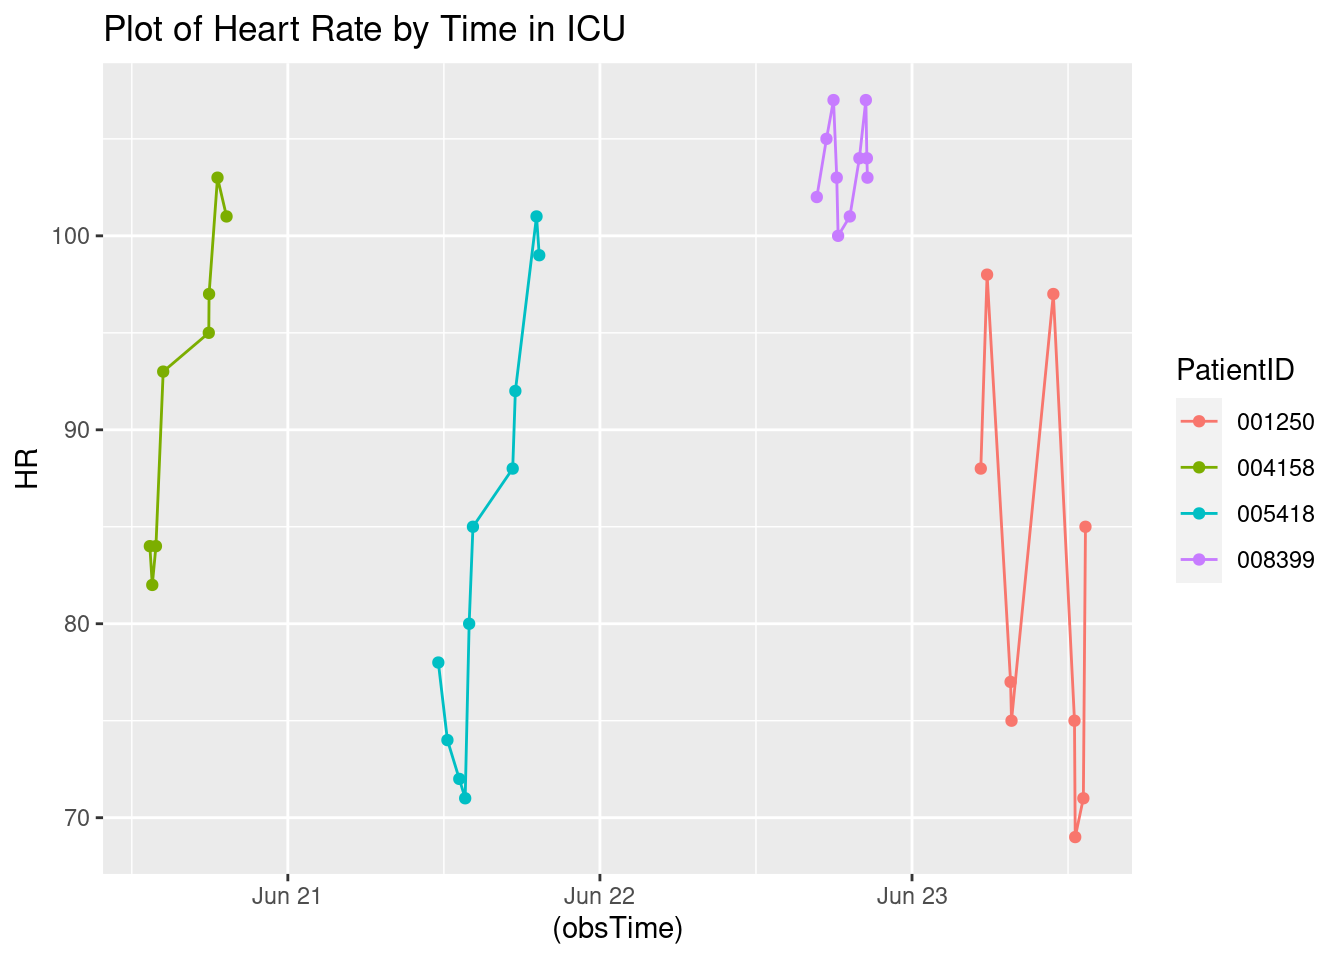 Plot of Heart Rate by Time in ICU
HR
100
90
80
70
Jun 21
Jun 22
Jun 23
(obsTime)
PatientID
001250
004158
005418
008399